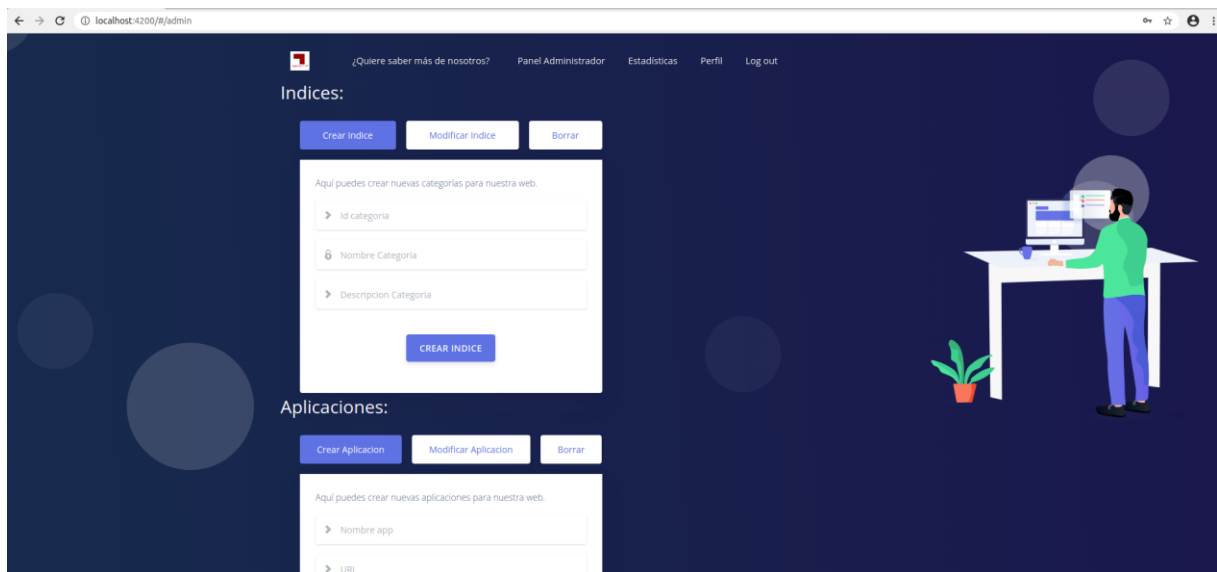 localhost:4200/#/admin
¿Quiere saber más de nosotros? Panel Administrador Estadísticas Perfil Log out
Indices:
Crear Indice Modificar Indice Borrar
Aquí puedes crear nuevas categorías para nuestra web.
Id categoria
Nombre Categoria
Descripcion Categoria
CREAR INDICE
Aplicaciones:
Crear Aplicacion Modificar Aplicacion Borrar
Aquí puedes crear nuevas aplicaciones para nuestra web.
Nombre app
URL